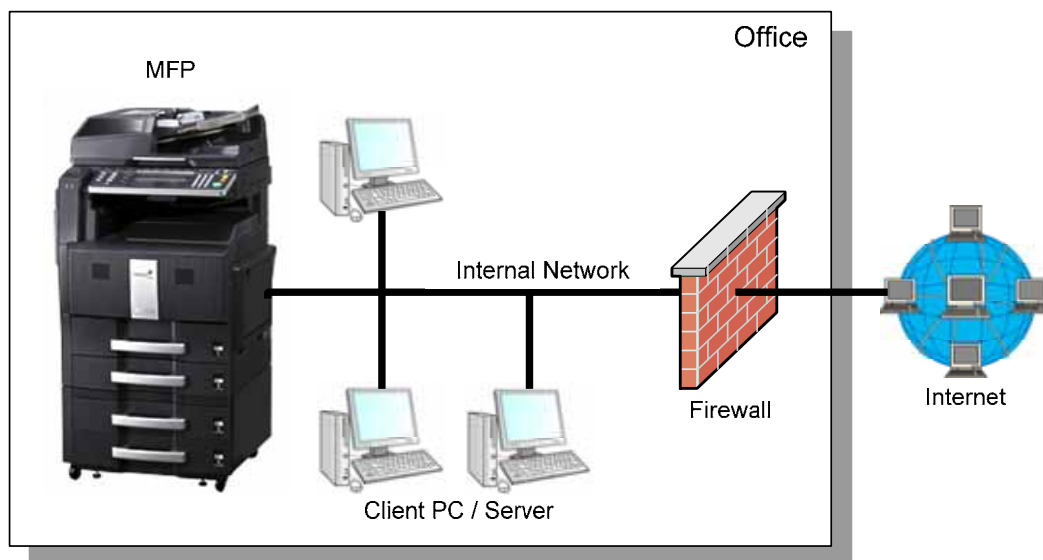 Office
MFP
Internal Network
Firewall
Internet
Client PC / Server